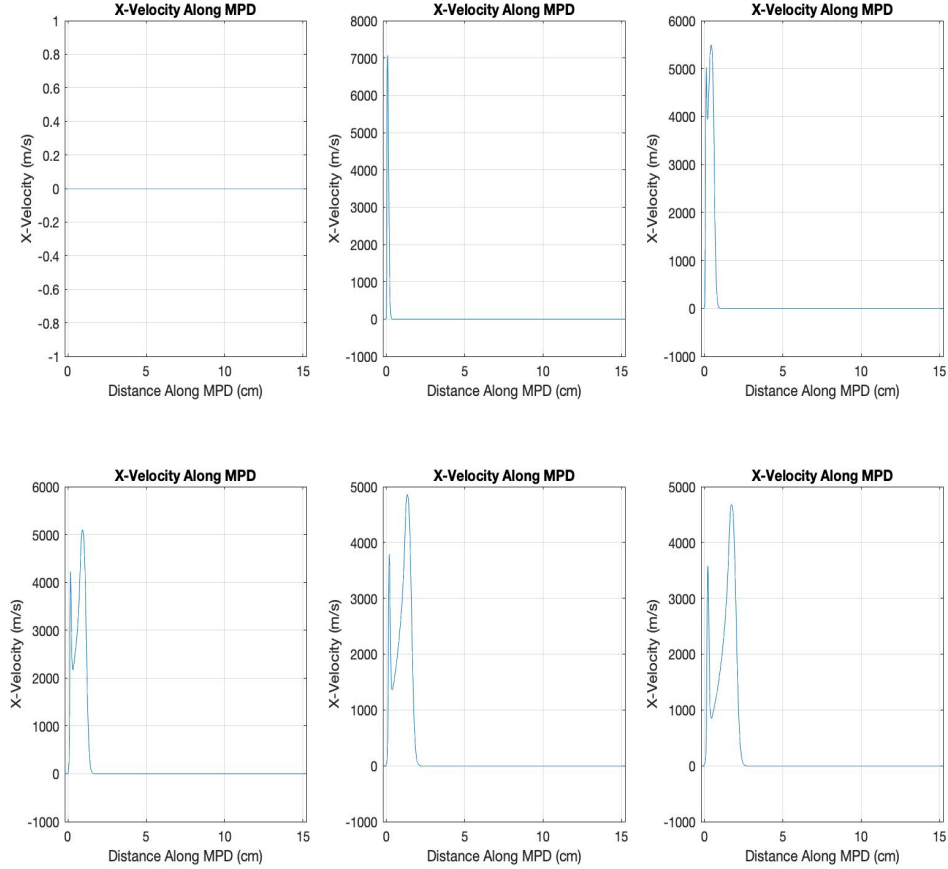 X-Velocity Along MPD
X-Velocity (m/s)
1
0.8
0.6
0.4
0.2
0
-0.2
-0.4
-0.6
-0.8
-1
0 5 10 15
Distance Along MPD (cm)
X-Velocity Along MPD
X-Velocity (m/s)
8000
7000
6000
5000
4000
3000
2000
1000
0
-1000
0 5 10 15
Distance Along MPD (cm)
X-Velocity Along MPD
X-Velocity (m/s)
6000
5000
4000
3000
2000
1000
0
-1000
0 5 10 15
Distance Along MPD (cm)
X-Velocity Along MPD
X-Velocity (m/s)
6000
5000
4000
3000
2000
1000
0
-1000
0 5 10 15
Distance Along MPD (cm)
X-Velocity Along MPD
X-Velocity (m/s)
5000
4000
3000
2000
1000
0
-1000
0 5 10 15
Distance Along MPD (cm)
X-Velocity Along MPD
X-Velocity (m/s)
5000
4000
3000
2000
1000
0
-1000
0 5 10 15
Distance Along MPD (cm)